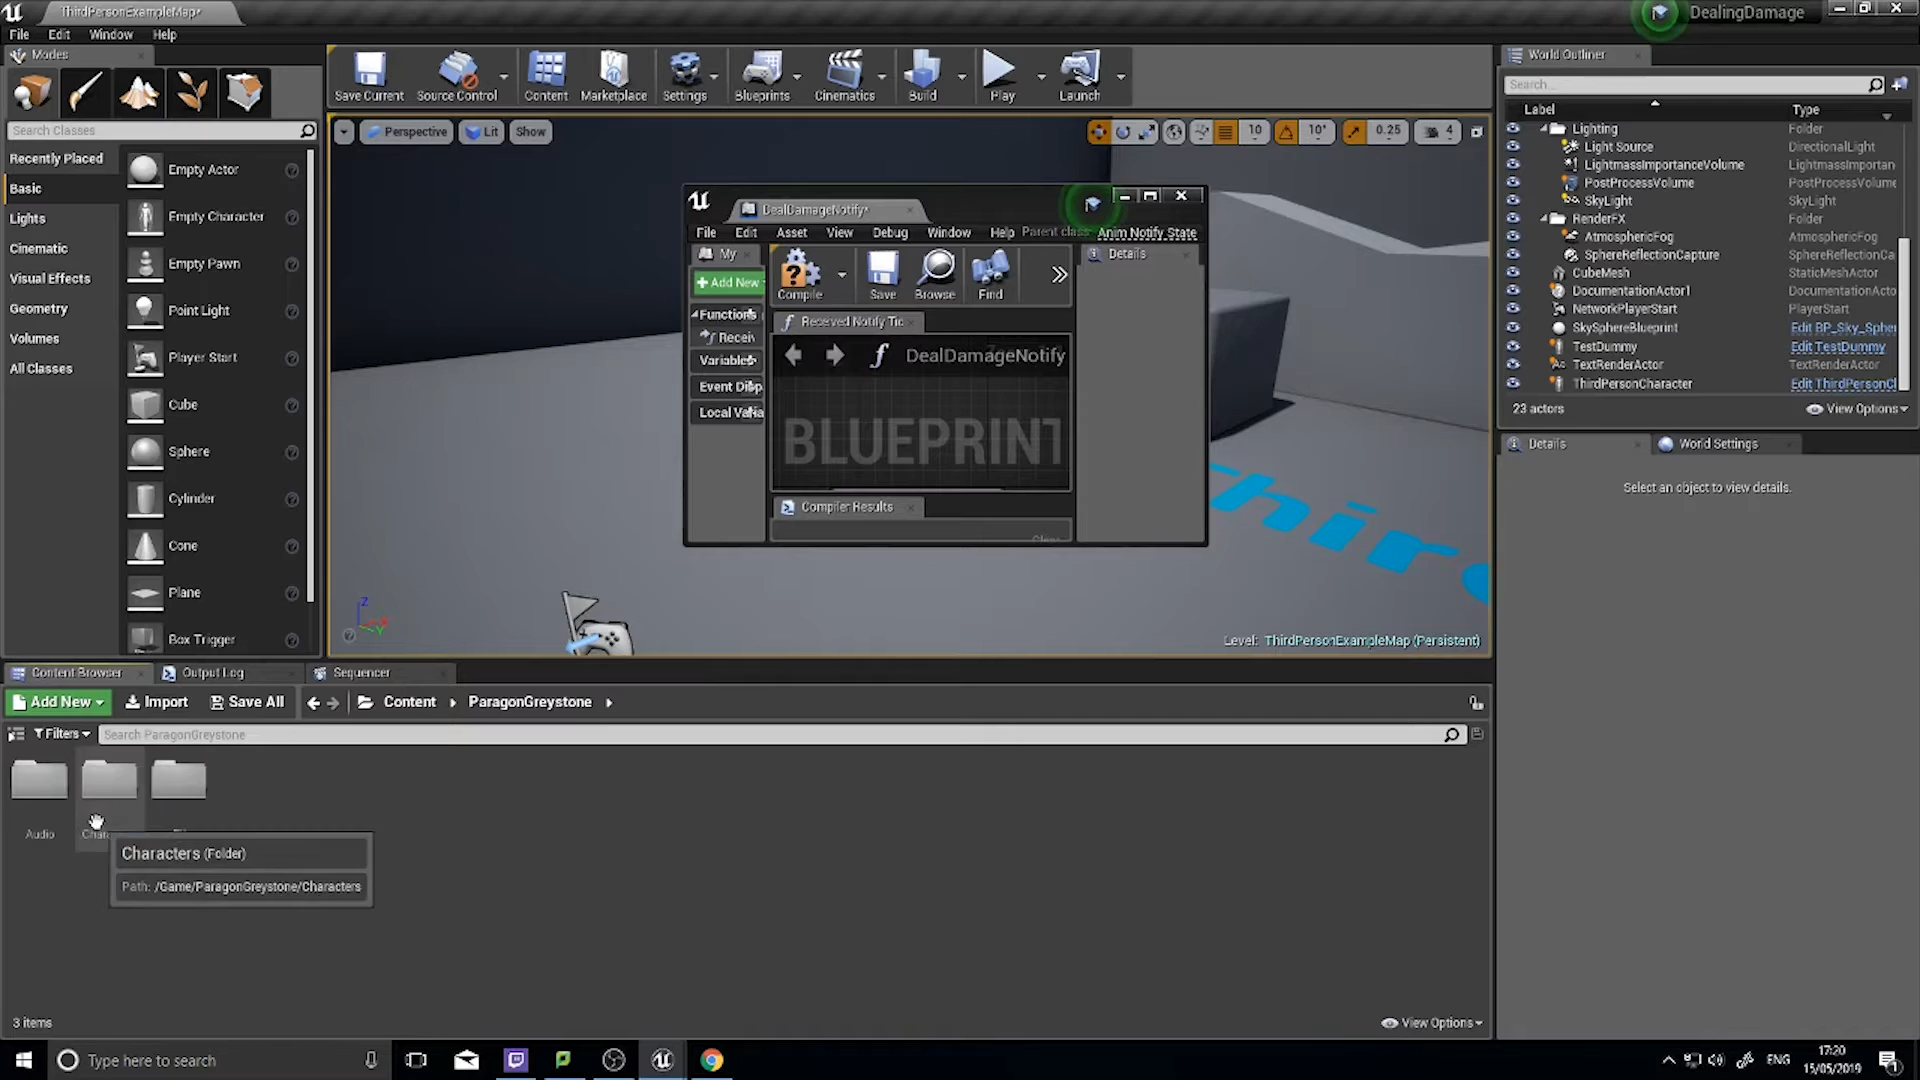 ThirdPersonExampleMap*
DealingDamage
File Edit Window Help
Modes
Search Classes
Recently Placed
Basic
Lights
Cinematic
Visual Effects
Geometry
Volumes
All Classes
Empty Actor
Empty Character
Empty Pawn
Point Light
Player Start
Cube
Sphere
Cylinder
Cone
Plane
Box Trigger
Save Current Source Control Content Marketplace Settings Blueprints Cinematics Build Play Launch
Perspective Lit Show
10 10° 0.25 4
DealDamageNotify*
File Edit Asset View Debug Window Help Parent class Anim Notify State
My
Add New
Functions
Recei
Variables
Event Disp
Local Varia
Compile Save Browse Find
Received Notify Tic
DealDamageNotify
BLUEPRINT
Compiler Results
Clear
Details
Thirc
Level: ThirdPersonExampleMap (Persistent)
World Outliner
Search...
Label Type
Lighting Folder
Light Source DirectionalLight
LightmassImportanceVolume LightmassImportan
PostProcessVolume PostProcessVolume
SkyLight SkyLight
RenderFX Folder
AtmosphericFog AtmosphericFog
SphereReflectionCapture SphereReflectionCa
CubeMesh StaticMeshActor
DocumentationActor1 DocumentationActo
NetworkPlayerStart PlayerStart
SkySphereBlueprint Edit BP_Sky_Spher
TestDummy Edit TestDummy
TextRenderActor TextRenderActor
ThirdPersonCharacter Edit ThirdPersonCl
23 actors View Options
Details World Settings
Select an object to view details.
Content Browser Output Log Sequencer
Add New Import Save All Content ParagonGreystone
Filters Search ParagonGreystone
Audio Char
Characters (Folder)
Path: /Game/ParagonGreystone/Characters
3 items View Options
Type here to search
ENG 17:20
15/05/2019